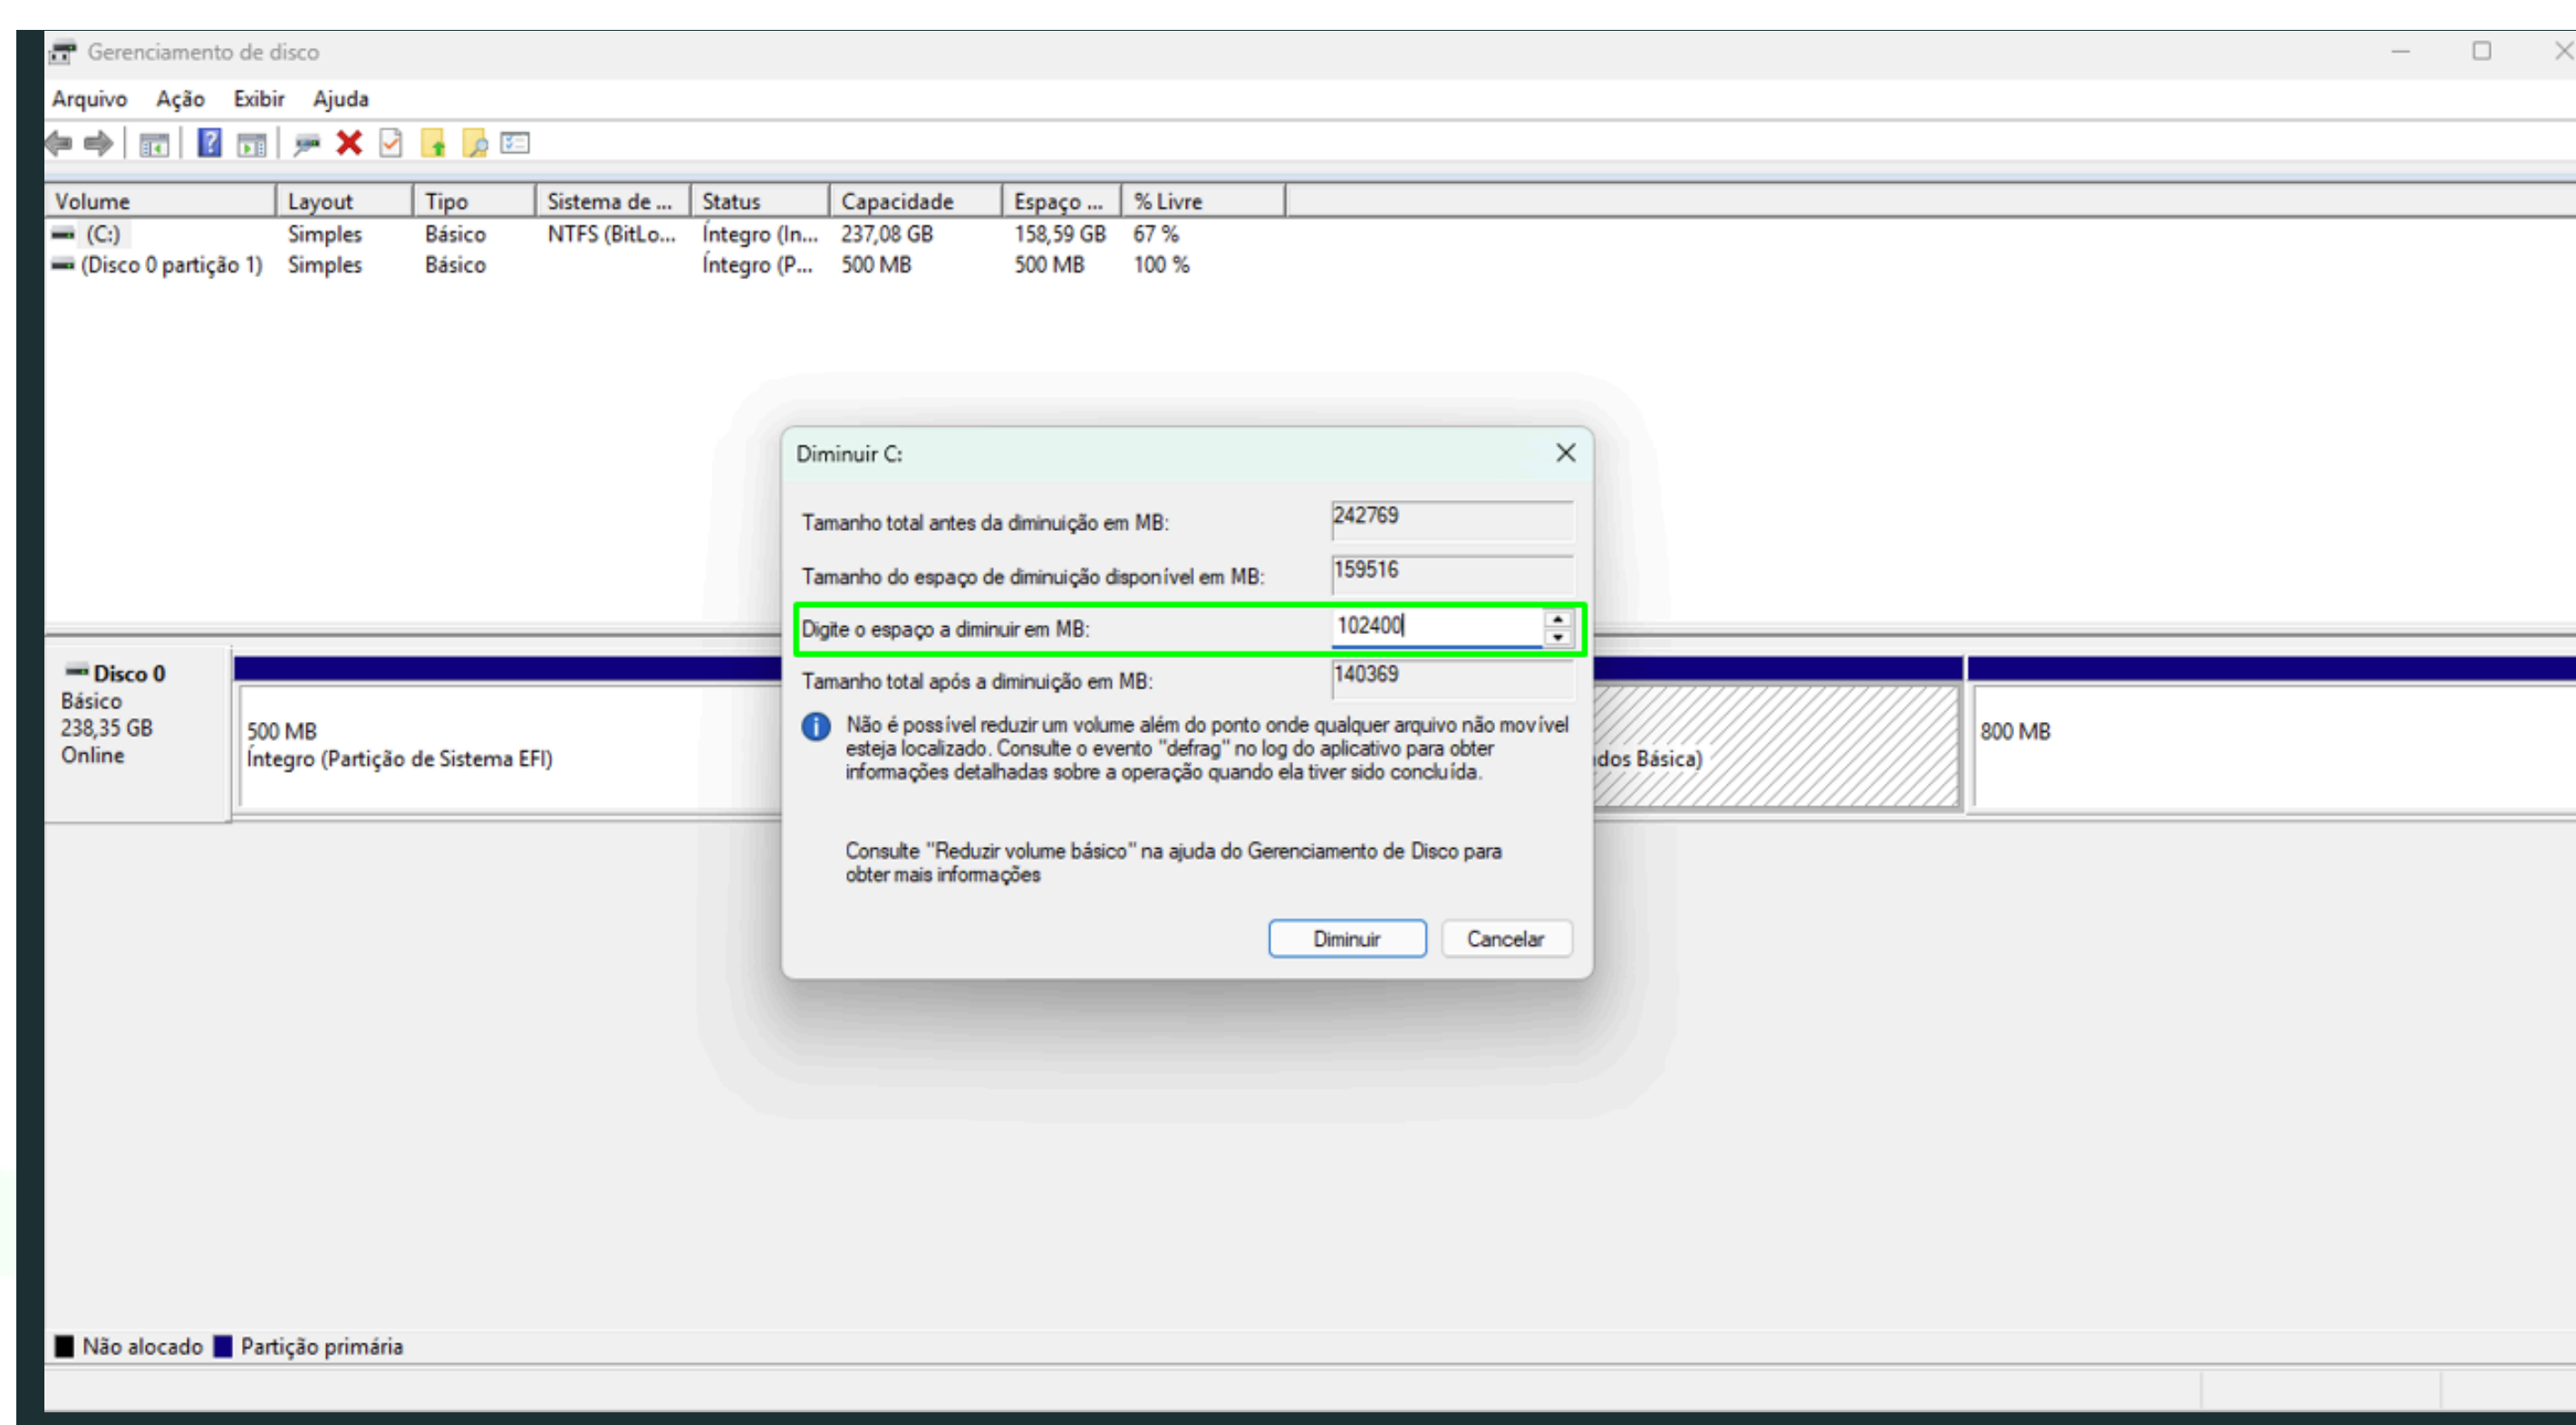 Gerenciamento de disco
Arquivo Ação Exibir Ajuda
Volume Layout Tipo Sistema de ... Status Capacidade Espaço ... % Livre
(C:) Simples Básico NTFS (BitLo... Íntegro (In... 237,08 GB 158,59 GB 67 %
(Disco 0 partição 1) Simples Básico Íntegro (P... 500 MB 500 MB 100 %
Diminuir C:
Tamanho total antes da diminuição em MB: 242769
Tamanho do espaço de diminuição disponível em MB: 159516
Digite o espaço a diminuir em MB: 102400
Tamanho total após a diminuição em MB: 140369
Não é possível reduzir um volume além do ponto onde qualquer arquivo não movível
esteja localizado. Consulte o evento "defrag" no log do aplicativo para obter
informações detalhadas sobre a operação quando ela tiver sido concluída.
Consulte "Reduzir volume básico" na ajuda do Gerenciamento de Disco para
obter mais informações
Diminuir Cancelar
Disco 0
Básico
238,35 GB
Online
500 MB
Íntegro (Partição de Sistema EFI)
dos Básica)
800 MB
Não alocado Partição primária